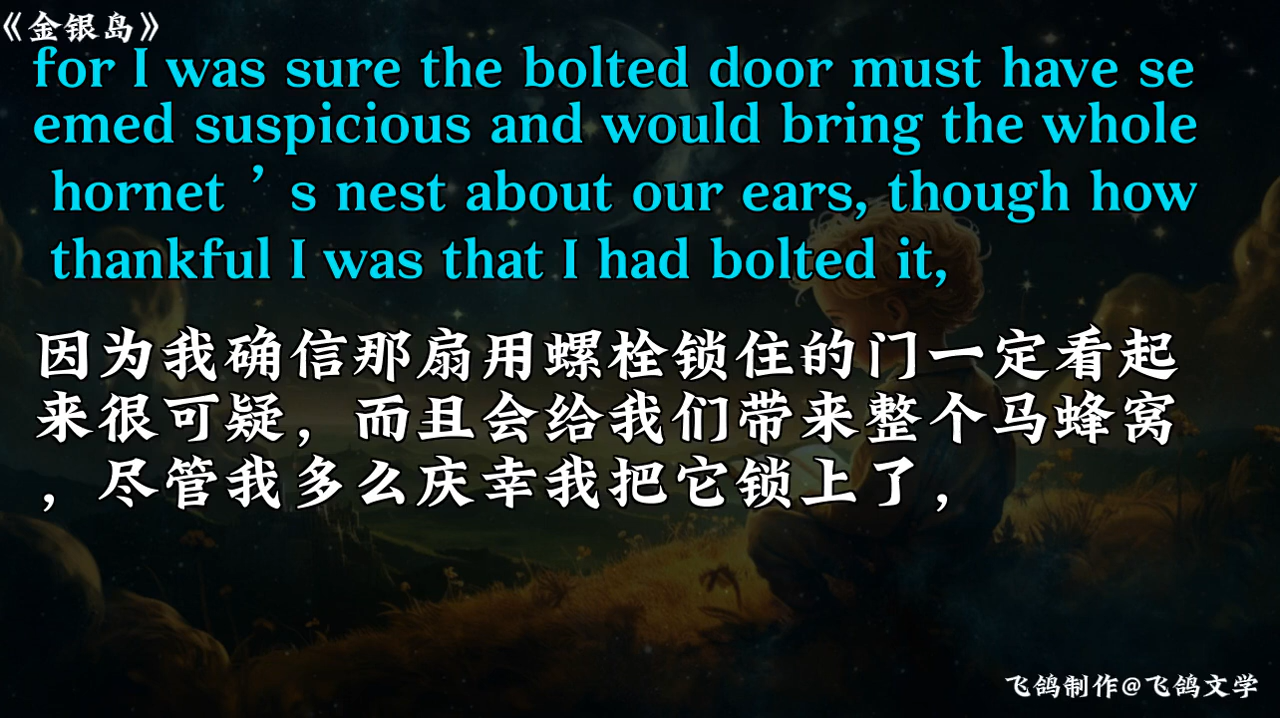 《金银岛》
for I was sure the bolted door must have se
emed suspicious and would bring the whole
hornet ’ s nest about our ears, though how
thankful I was that I had bolted it,
因为我确信那扇用螺栓锁住的门一定看起
来很可疑，而且会给我们带来整个马蜂窝
，尽管我多么庆幸我把它锁上了，
飞鸽制作@飞鸽文学